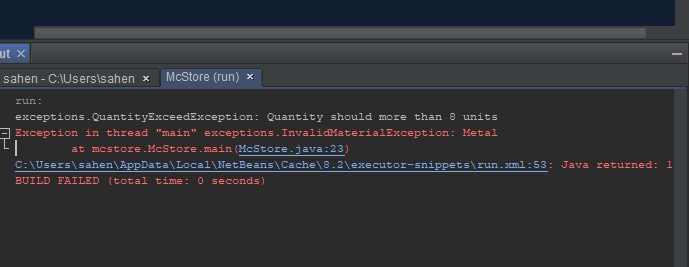 ut
sahen - C:\Users\sahen
McStore (run)
run:
exceptions.QuantityExceedException: Quantity should more than 8 units
Exception in thread "main" exceptions.InvalidMaterialException: Metal
at mcstore.McStore.main(McStore.java:23)
C:\Users\sahen\AppData\Local\NetBeans\Cache\8.2\executor-snippets\run.xml:53: Java returned: 1
BUILD FAILED (total time: 0 seconds)